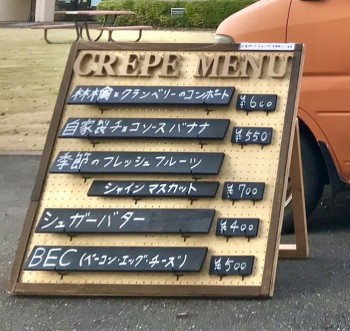 CREPE MENU
林檎とクランベリーのコンポート ¥600
自家製チョコソースバナナ ¥550
季節のフレッシュフルーツ
シャインマスカット ¥700
シュガーバター ¥400
BEC (ベーコン・エッグ・チーズ) ¥500